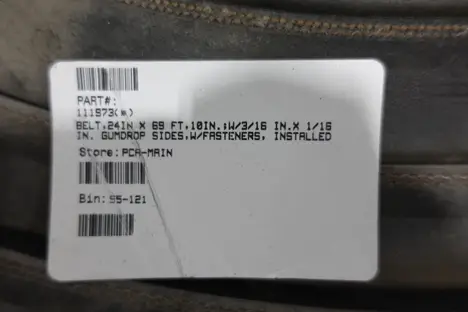 PART#:
111973(*)
BELT,24IN X 69 FT,10IN.;W/3/16 IN.X 1/16
IN. GUMDROP SIDES,W/FASTENERS, INSTALLED
Store: PCA-MAIN
Bin: S5-121